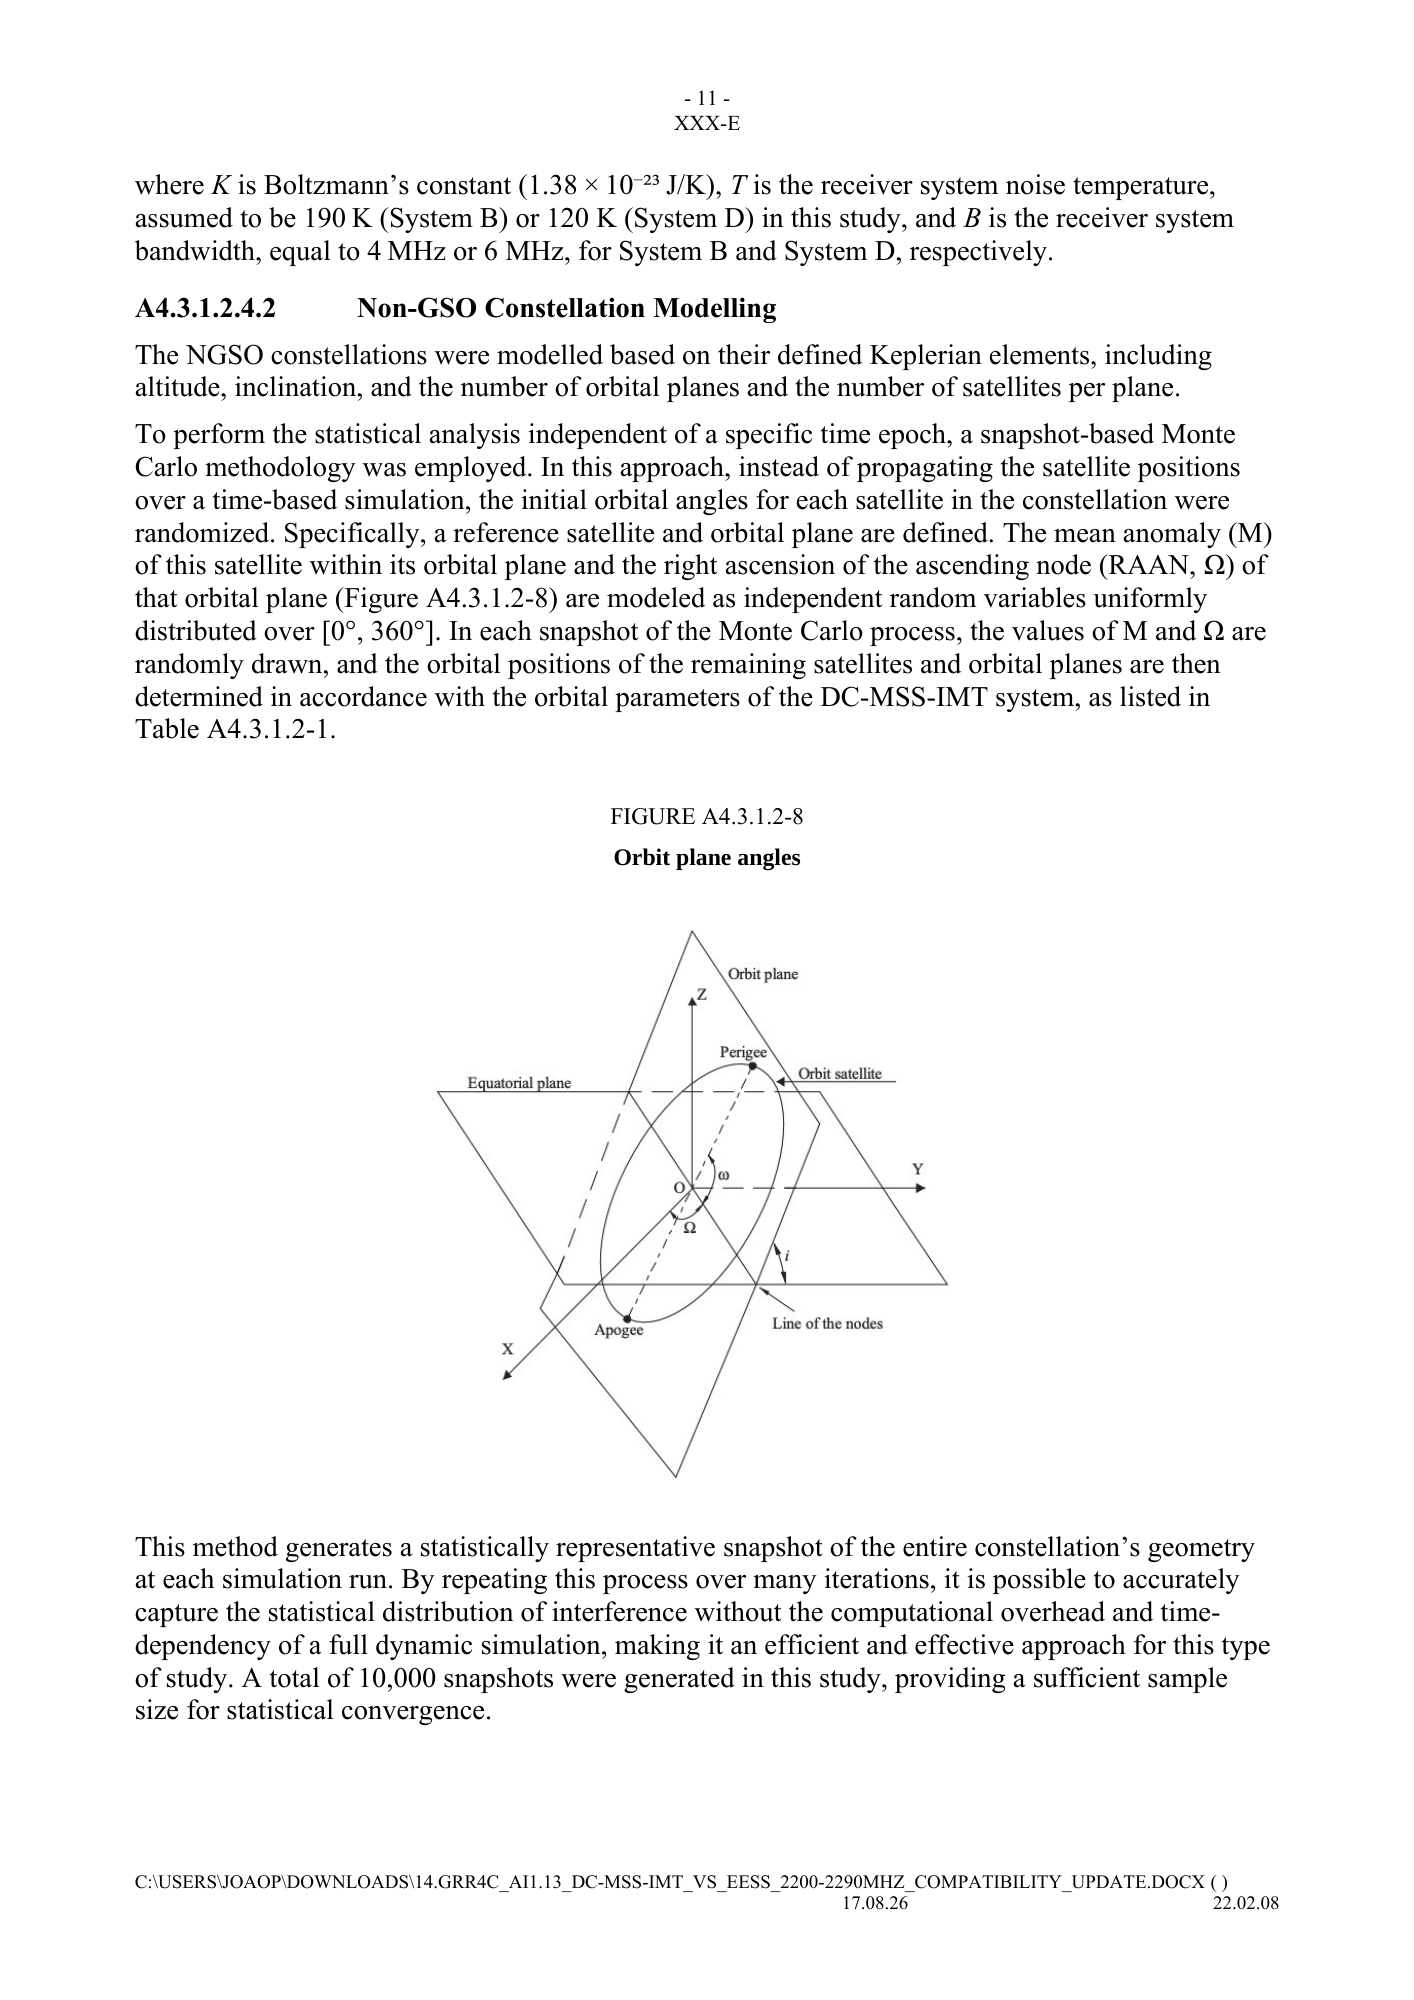 - 11 -
XXX-E
where K is Boltzmann’s constant (1.38 × 10⁻²³ J/K), T is the receiver system noise temperature,
assumed to be 190 K (System B) or 120 K (System D) in this study, and B is the receiver system
bandwidth, equal to 4 MHz or 6 MHz, for System B and System D, respectively.
A4.3.1.2.4.2 Non-GSO Constellation Modelling
The NGSO constellations were modelled based on their defined Keplerian elements, including
altitude, inclination, and the number of orbital planes and the number of satellites per plane.
To perform the statistical analysis independent of a specific time epoch, a snapshot-based Monte
Carlo methodology was employed. In this approach, instead of propagating the satellite positions
over a time-based simulation, the initial orbital angles for each satellite in the constellation were
randomized. Specifically, a reference satellite and orbital plane are defined. The mean anomaly (M)
of this satellite within its orbital plane and the right ascension of the ascending node (RAAN, Ω) of
that orbital plane (Figure A4.3.1.2-8) are modeled as independent random variables uniformly
distributed over [0°, 360°]. In each snapshot of the Monte Carlo process, the values of M and Ω are
randomly drawn, and the orbital positions of the remaining satellites and orbital planes are then
determined in accordance with the orbital parameters of the DC-MSS-IMT system, as listed in
Table A4.3.1.2-1.
FIGURE A4.3.1.2-8
Orbit plane angles
Orbit plane
Z
Perigee
Orbit satellite
Equatorial plane
Y
ω
O
Ω
i
Line of the nodes
Apogee
X
This method generates a statistically representative snapshot of the entire constellation’s geometry
at each simulation run. By repeating this process over many iterations, it is possible to accurately
capture the statistical distribution of interference without the computational overhead and time-
dependency of a full dynamic simulation, making it an efficient and effective approach for this type
of study. A total of 10,000 snapshots were generated in this study, providing a sufficient sample
size for statistical convergence.
C:\USERS\JOAOP\DOWNLOADS\14.GRR4C_AI1.13_DC-MSS-IMT_VS_EESS_2200-2290MHZ_COMPATIBILITY_UPDATE.DOCX ( )
17.08.26 22.02.08